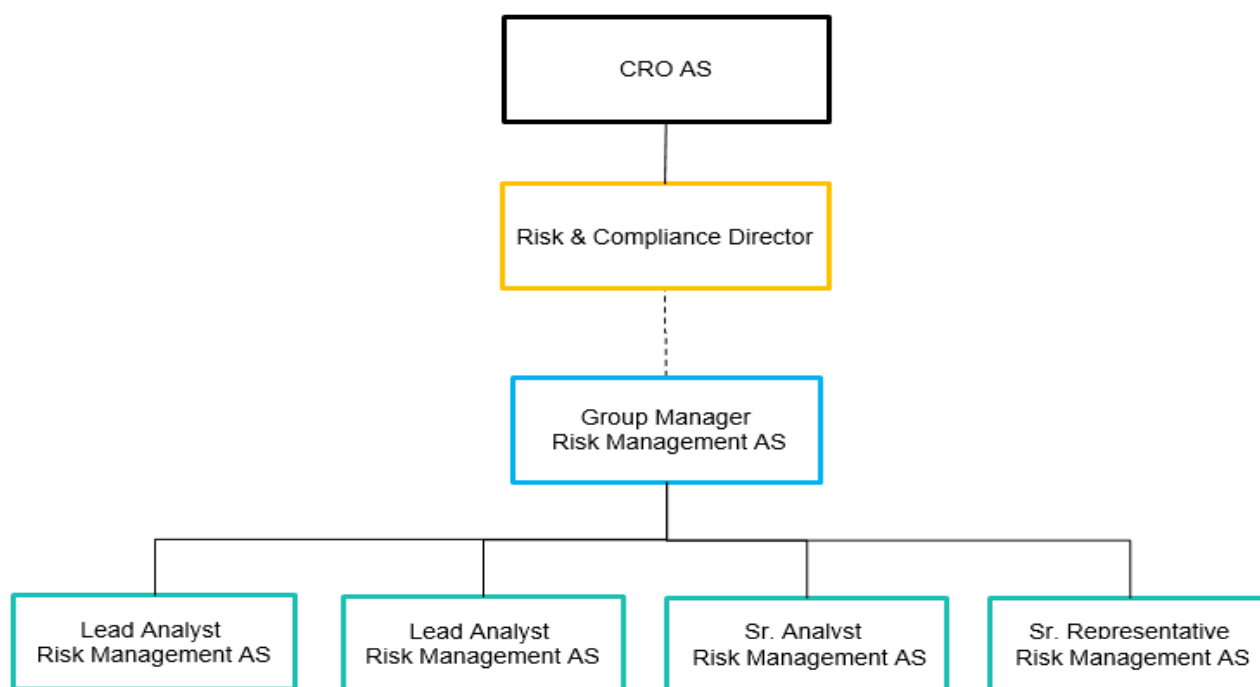 CRO AS
Risk & Compliance Director
Group Manager
Risk Management AS
Lead Analyst
Risk Management AS
Lead Analyst
Risk Management AS
Sr. Analyst
Risk Management AS
Sr. Representative
Risk Management AS